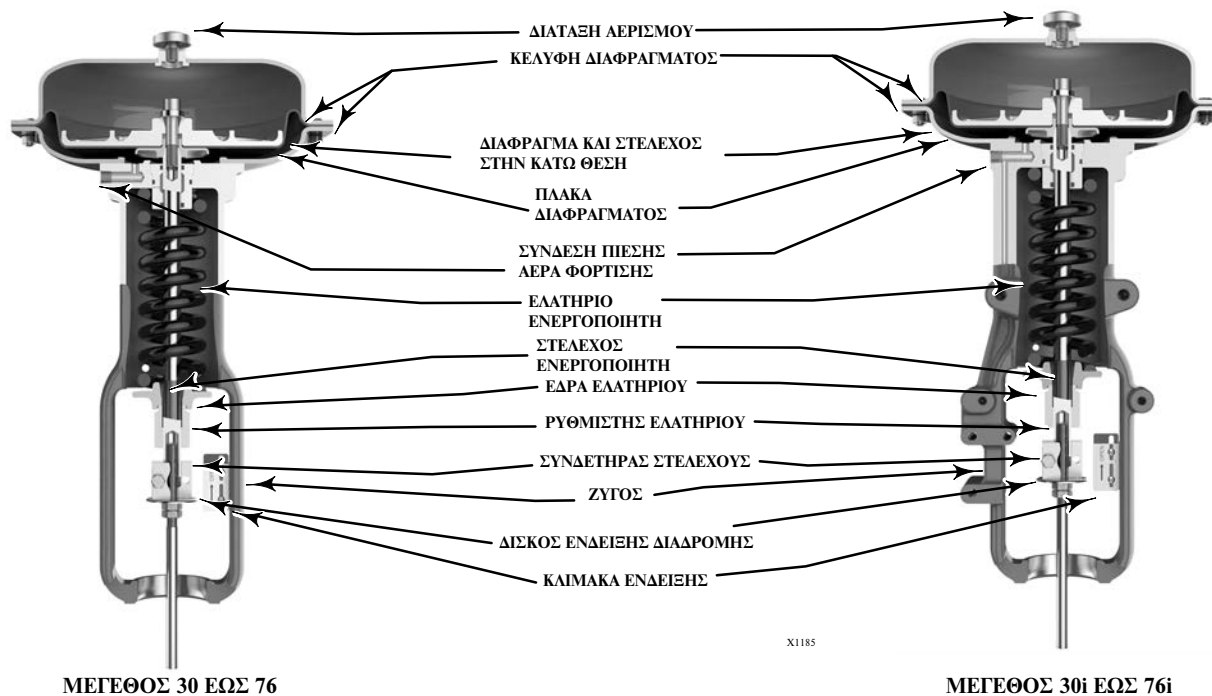 ΔΙΑΤΑΞΗ ΑΕΡΙΣΜΟΥ
ΚΕΛΥΦΗ ΔΙΑΦΡΑΓΜΑΤΟΣ
ΔΙΑΦΡΑΓΜΑ ΚΑΙ ΣΤΕΛΕΧΟΣ
ΣΤΗΝ ΚΑΤΩ ΘΕΣΗ
ΠΛΑΚΑ
ΔΙΑΦΡΑΓΜΑΤΟΣ
ΣΥΝΔΕΣΗ ΠΙΕΣΗΣ
ΑΕΡΑ ΦΟΡΤΙΣΗΣ
ΕΛΑΤΗΡΙΟ
ΕΝΕΡΓΟΠΟΙΗΤΗ
ΣΤΕΛΕΧΟΣ
ΕΝΕΡΓΟΠΟΙΗΤΗ
ΕΔΡΑ ΕΛΑΤΗΡΙΟΥ
ΡΥΘΜΙΣΤΗΣ ΕΛΑΤΗΡΙΟΥ
ΣΥΝΔΕΤΗΡΑΣ ΣΤΕΛΕΧΟΥΣ
ΖΥΓΟΣ
ΔΙΣΚΟΣ ΕΝΔΕΙΞΗΣ ΔΙΑΔΡΟΜΗΣ
ΚΛΙΜΑΚΑ ΕΝΔΕΙΞΗΣ
X1185
ΜΕΓΕΘΟΣ 30 ΕΩΣ 76
ΜΕΓΕΘΟΣ 30i ΕΩΣ 76i